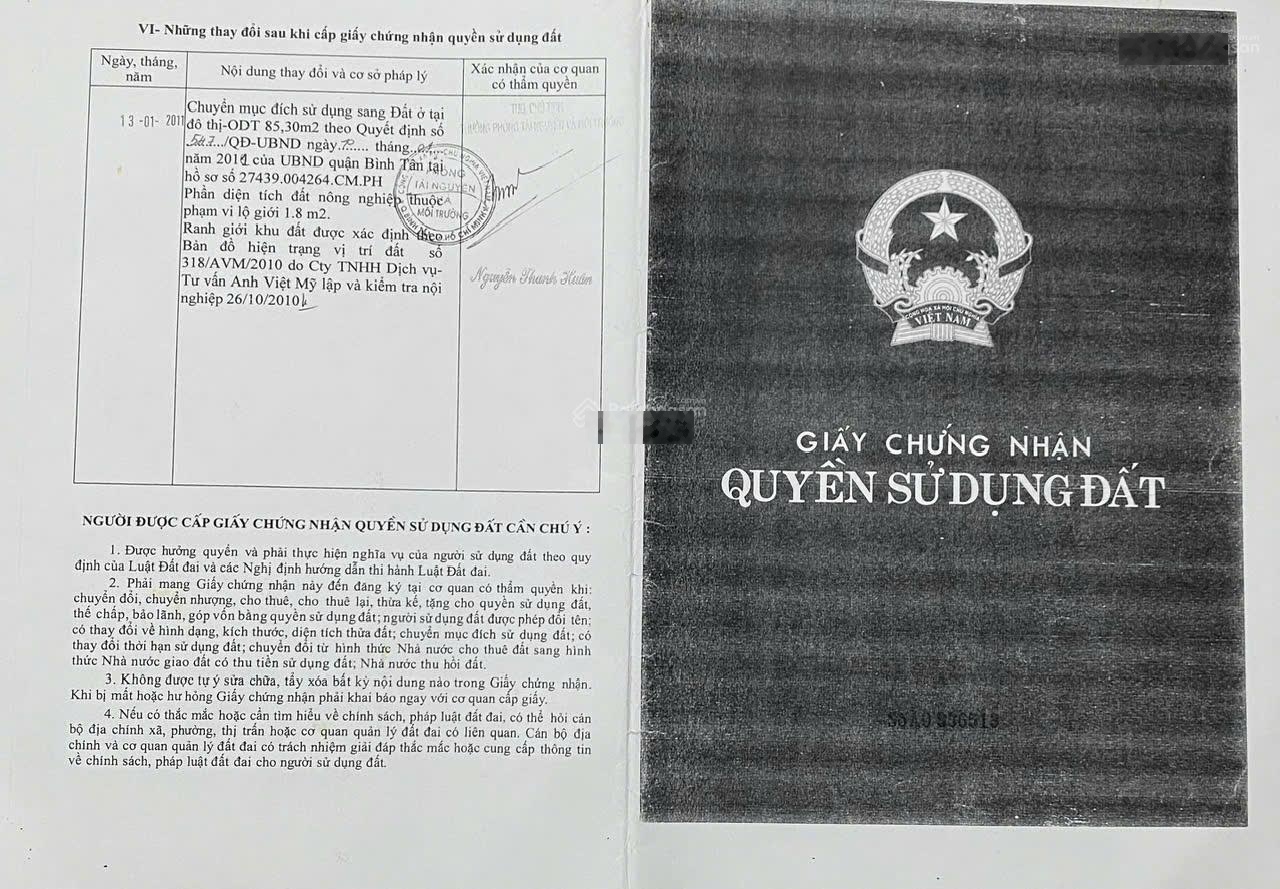 VI- Những thay đổi sau khi cấp giấy chứng nhận quyền sử dụng đất
Ngày, tháng, năm
Nội dung thay đổi và cơ sở pháp lý
Xác nhận của cơ quan có thẩm quyền
13 -01- 2011
Chuyển mục đích sử dụng sang Đất ở tại
đô thị-ODT 85,30m2 theo Quyết định số
/QĐ-UBND ngày tháng
năm 2011 của UBND quận Bình Tân tại
hồ sơ số 27439.004264.CM.PH
Phần diện tích đất nông nghiệp thuộc
phạm vi lộ giới 1.8 m2.
Ranh giới khu đất được xác định theo
Bản đồ hiện trạng vị trí đất số
318/AVM/2010 do Cty TNHH Dịch vụ-
Tư vấn Anh Việt Mỹ lập và kiểm tra nội
nghiệp 26/10/2010
PHÒNG
TÀI NGUYÊN
VÀ
MÔI TRƯỜNG
Nguyễn Thanh Xuân
NGƯỜI ĐƯỢC CẤP GIẤY CHỨNG NHẬN QUYỀN SỬ DỤNG ĐẤT CẦN CHÚ Ý :
1. Được hưởng quyền và phải thực hiện nghĩa vụ của người sử dụng đất theo quy
định của Luật Đất đai và các Nghị định hướng dẫn thi hành Luật Đất đai.
2. Phải mang Giấy chứng nhận này đến đăng ký tại cơ quan có thẩm quyền khi:
chuyển đổi, chuyển nhượng, cho thuê, cho thuê lại, thừa kế, tặng cho quyền sử dụng đất,
thế chấp, bảo lãnh, góp vốn bằng quyền sử dụng đất; người sử dụng đất được phép đổi tên;
có thay đổi về hình dạng, kích thước, diện tích thửa đất; chuyển mục đích sử dụng đất; có
thay đổi thời hạn sử dụng đất; chuyển đổi từ hình thức Nhà nước cho thuê đất sang hình
thức Nhà nước giao đất có thu tiền sử dụng đất; Nhà nước thu hồi đất.
3. Không được tự ý sửa chữa, tẩy xóa bất kỳ nội dung nào trong Giấy chứng nhận.
Khi bị mất hoặc hư hỏng Giấy chứng nhận phải khai báo ngay với cơ quan cấp giấy.
4. Nếu có thắc mắc hoặc cần tìm hiểu về chính sách, pháp luật đất đai, có thể hỏi cán
bộ địa chính xã, phường, thị trấn hoặc cơ quan quản lý đất đai có liên quan. Cán bộ địa
chính và cơ quan quản lý đất đai có trách nhiệm giải đáp thắc mắc hoặc cung cấp thông tin
về chính sách, pháp luật đất đai cho người sử dụng đất.
CỘNG HÒA XÃ HỘI CHỦ NGHĨA
VIỆT NAM
GIẤY CHỨNG NHẬN
QUYỀN SỬ DỤNG ĐẤT